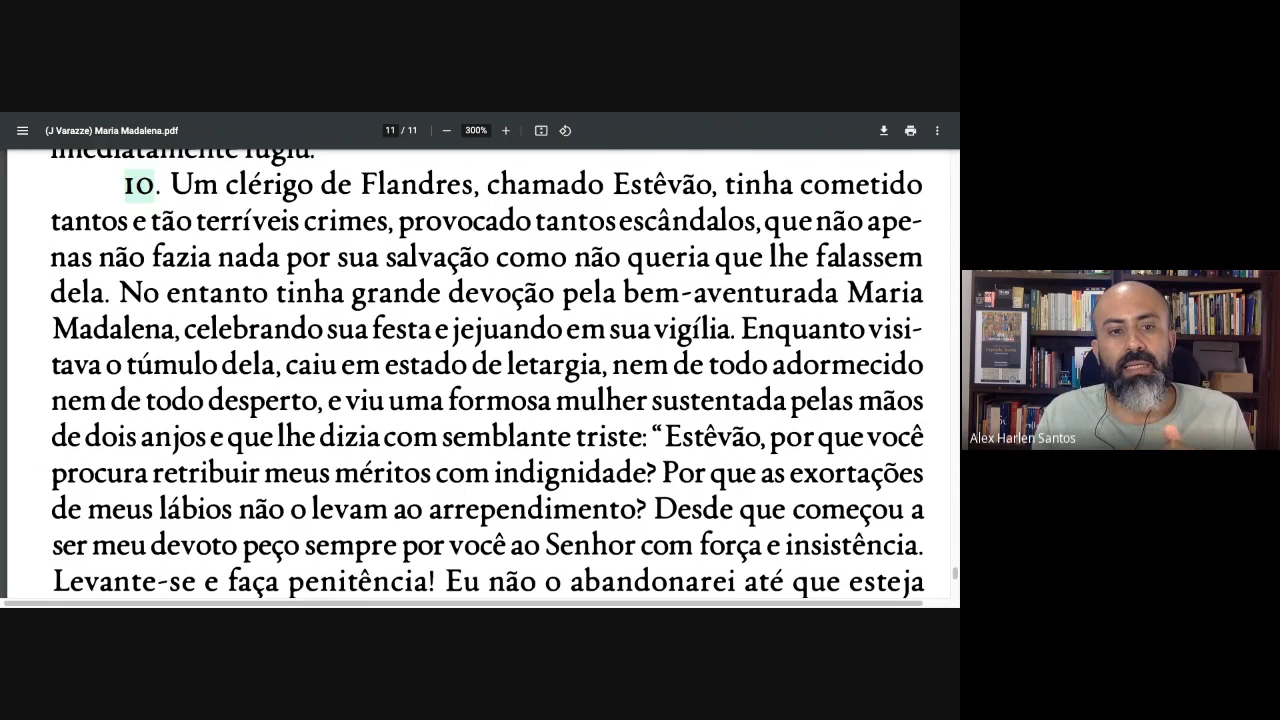 (J Varazze) Maria Madalena.pdf
11 / 11
300%
imediatamente fugiu.
10. Um clérigo de Flandres, chamado Estêvão, tinha cometido
tantos e tão terríveis crimes, provocado tantos escândalos, que não ape-
nas não fazia nada por sua salvação como não queria que lhe falassem
dela. No entanto tinha grande devoção pela bem-aventurada Maria
Madalena, celebrando sua festa e jejuando em sua vigília. Enquanto visi-
tava o túmulo dela, caiu em estado de letargia, nem de todo adormecido
nem de todo desperto, e viu uma formosa mulher sustentada pelas mãos
de dois anjos e que lhe dizia com semblante triste: “Estêvão, por que você
procura retribuir meus méritos com indignidade? Por que as exortações
de meus lábios não o levam ao arrependimento? Desde que começou a
ser meu devoto peço sempre por você ao Senhor com força e insistência.
Levante-se e faça penitência! Eu não o abandonarei até que esteja
Alex Harlen Santos